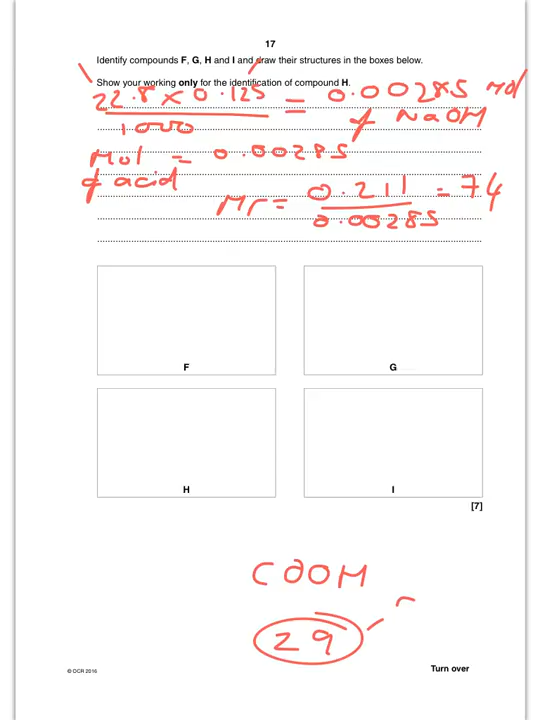 17
Identify compounds F, G, H and I and draw their structures in the boxes below.
Show your working only for the identification of compound H.
22.8 × 0.125 / 1000 = 0.00285 mol of NaOH
Mol of acid = 0.00285
Mr = 0.211 / 0.00285 = 74
F
G
H
I
[7]
COOH
29
© OCR 2016
Turn over